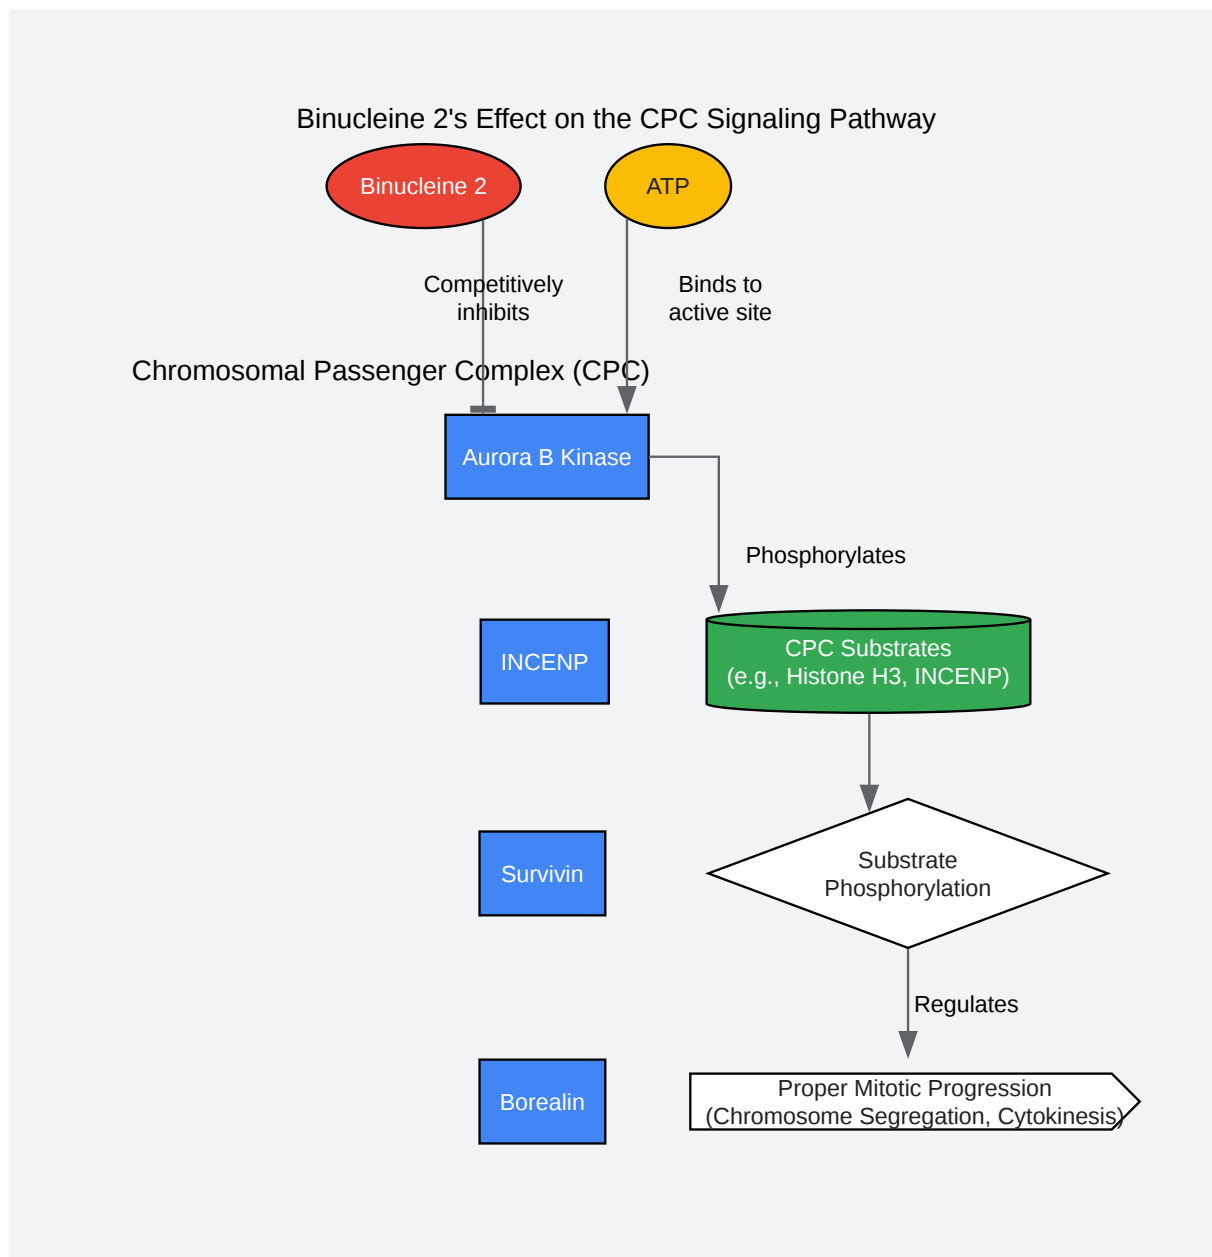 Binucleine 2's Effect on the CPC Signaling Pathway
Binucleine 2
ATP
Competitively
inhibits
Binds to
active site
Chromosomal Passenger Complex (CPC)
Aurora B Kinase
Phosphorylates
INCENP
CPC Substrates
(e.g., Histone H3, INCENP)
Survivin
Substrate
Phosphorylation
Regulates
Borealin
Proper Mitotic Progression
(Chromosome Segregation, Cytokinesis)